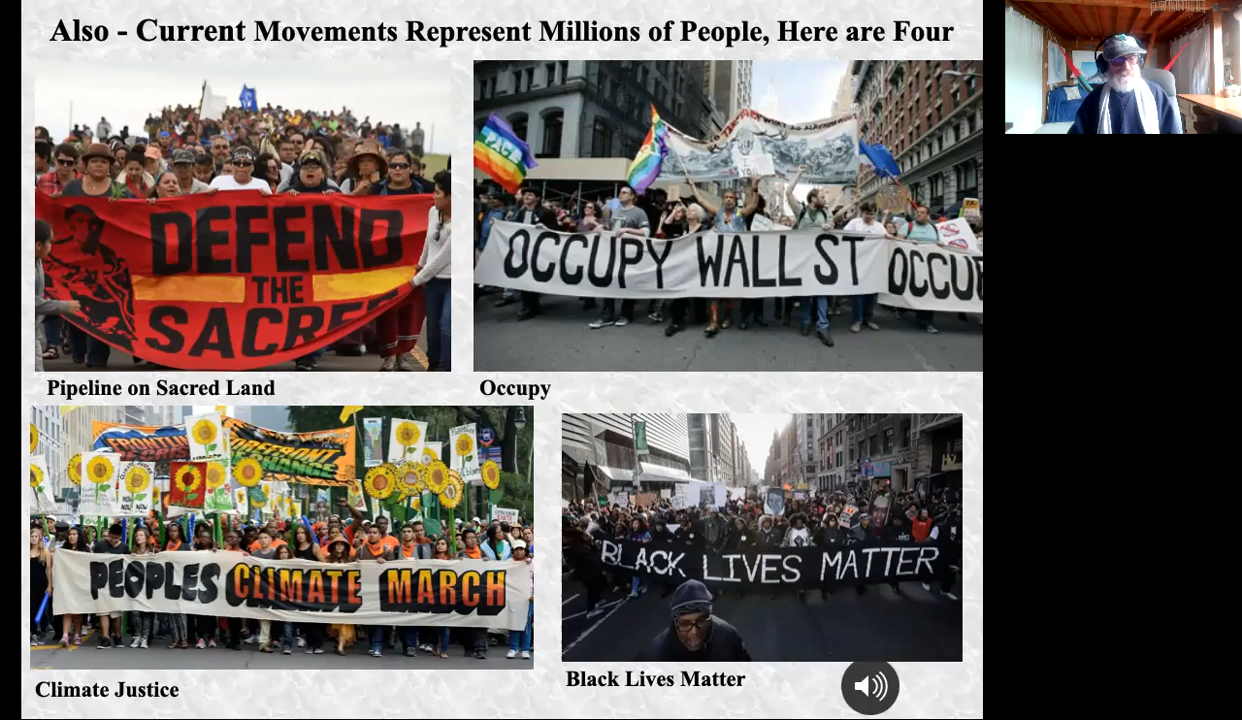 Also - Current Movements Represent Millions of People, Here are Four
DEFEND
THE
SACRED
Pipeline on Sacred Land
PEACE
OCCUPY WALL ST OCCU
Occupy
PEOPLES CLIMATE MARCH
Climate Justice
BLACK LIVES MATTER
Black Lives Matter